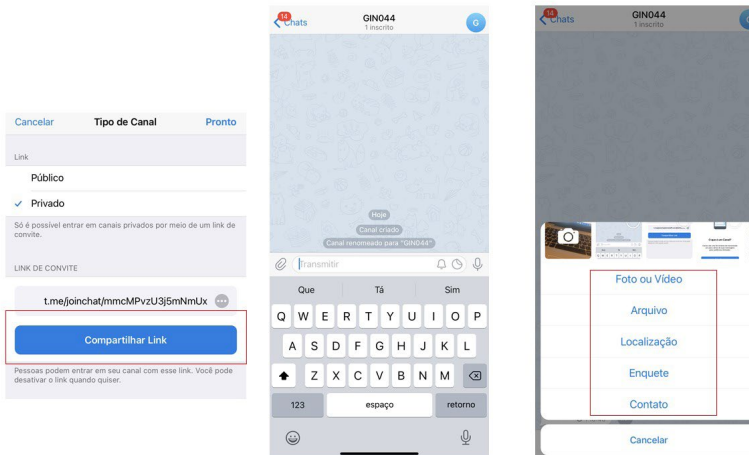 Cancelar Tipo de Canal Pronto
Link
Público
Privado
Só é possível entrar em canais privados por meio de um link de
convite.
LINK DE CONVITE
t.me/joinchat/mmcMPvzU3j5mNmUx
Compartilhar Link
Pessoas podem entrar em seu canal com esse link. Você pode
desativar o link quando quiser.
14
Chats GIN044 G
1 inscrito
Hoje
Canal criado
Canal renomeado para "GIN044"
Transmitir
Que Tá Sim
Q W E R T Y U I O P
A S D F G H J K L
Z X C V B N M
123 espaço retorno
14
Chats GIN044
1 inscrito
Foto ou Vídeo
Arquivo
Localização
Enquete
Contato
Cancelar